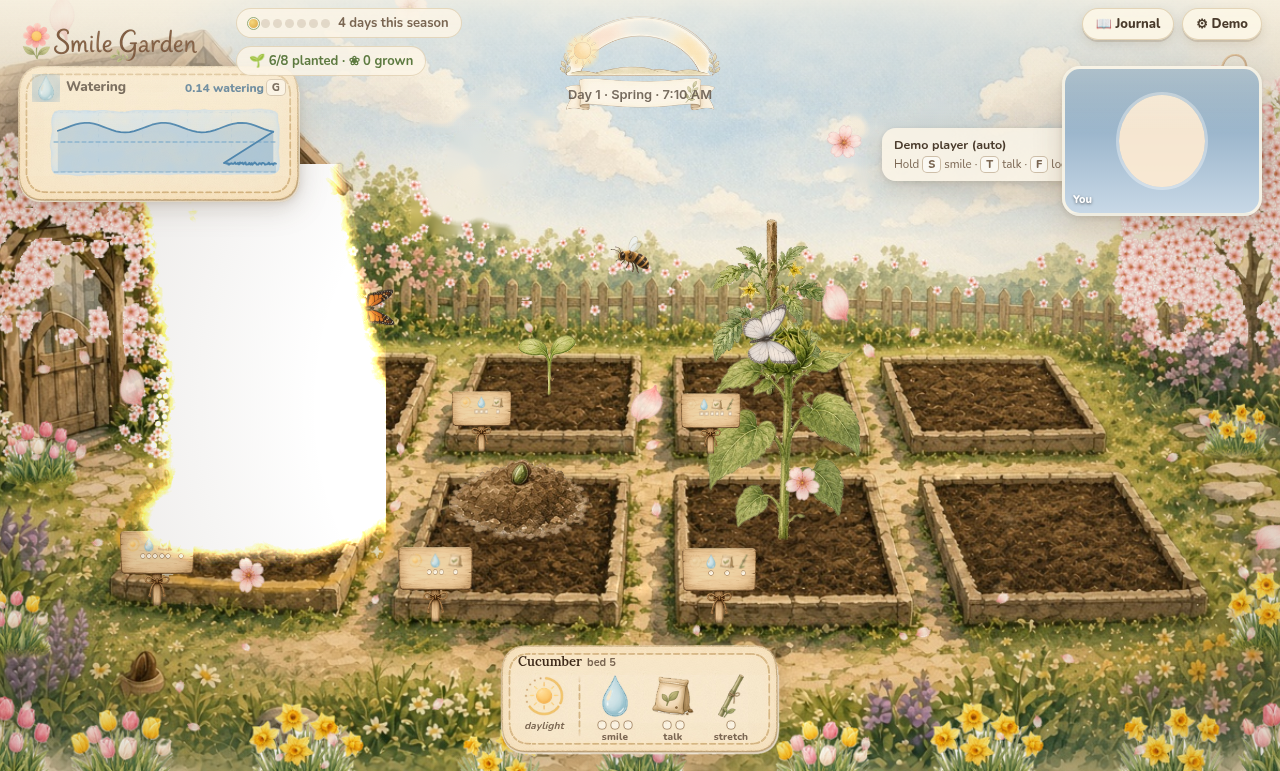 Smile Garden
4 days this season
6/8 planted · 0 grown
Day 1 · Spring · 7:10 AM
Journal
Demo
Watering
0.14 watering G
Demo player (auto)
Hold S smile · T talk · F lo
You
Cucumber bed 5
daylight
smile
talk
stretch